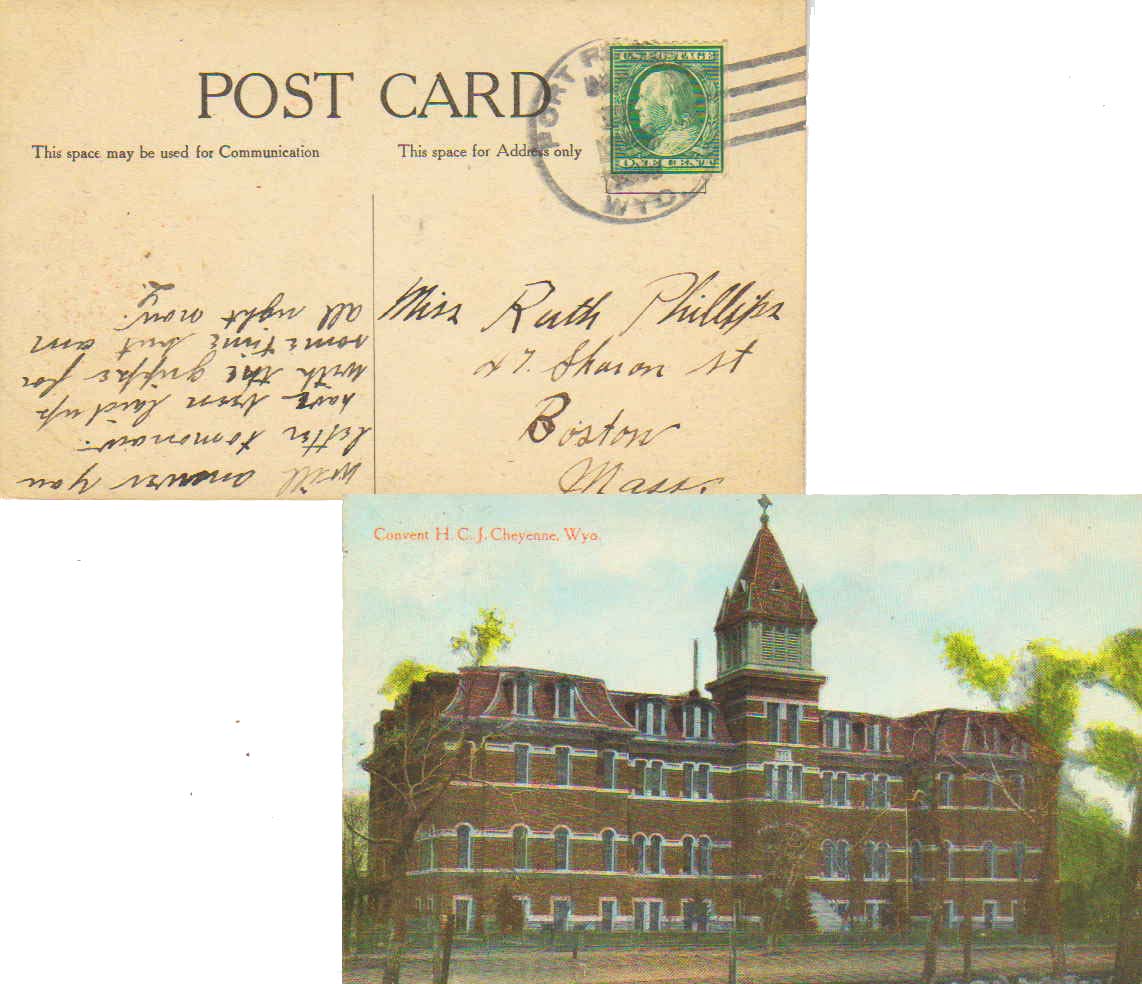 POST CARD
This space may be used for Communication
This space for Address only
U.S. POSTAGE
ONE CENT
FORT
WYO.
Will answer you
letter tomorrow.
have been laid up
with the grippe for
some time but am
all right now.
Miss Ruth Phillips
27. Sharon st
Boston
Mass.
Convent H. C. J. Cheyenne, Wyo.